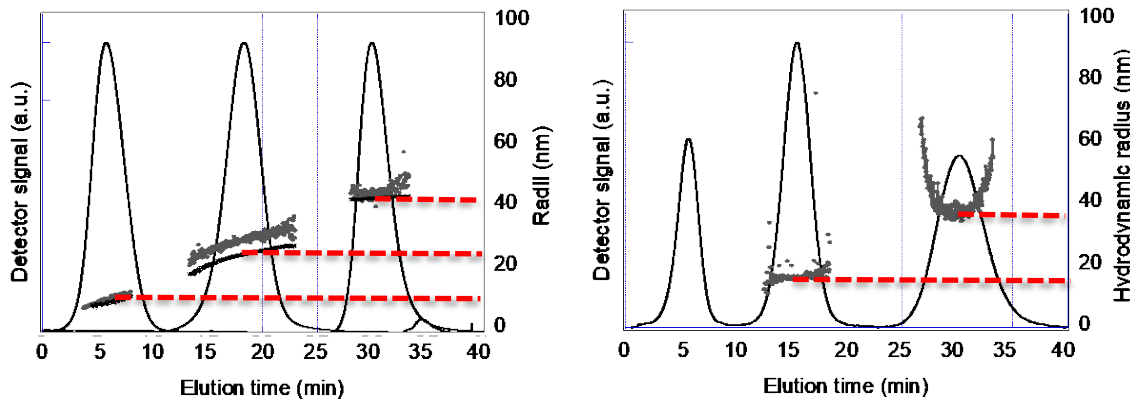 Detector signal (a.u.)
100
80
60
40
20
0
Radii (nm)
0 5 10 15 20 25 30 35 40
Elution time (min)
Detector signal (a.u.)
100
80
60
40
20
0
Hydrodynamic radius (nm)
0 5 10 15 20 25 30 35 40
Elution time (min)